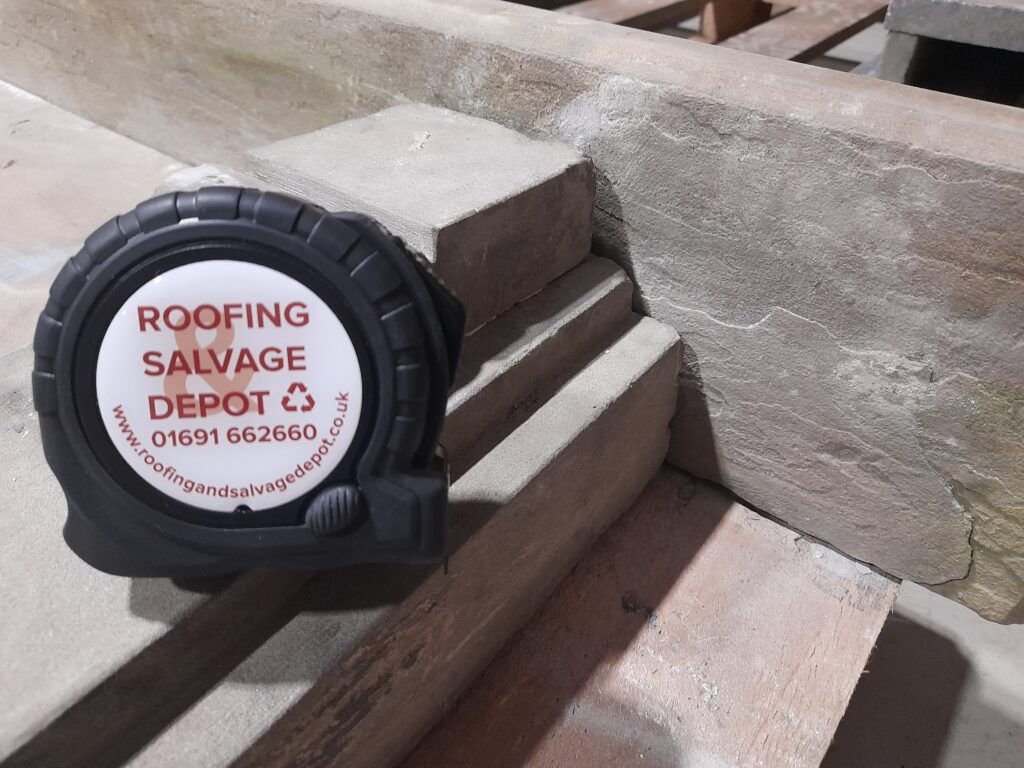 ROOFING
&
SALVAGE
DEPOT
01691 662660
www.roofingandsalvagedepot.co.uk